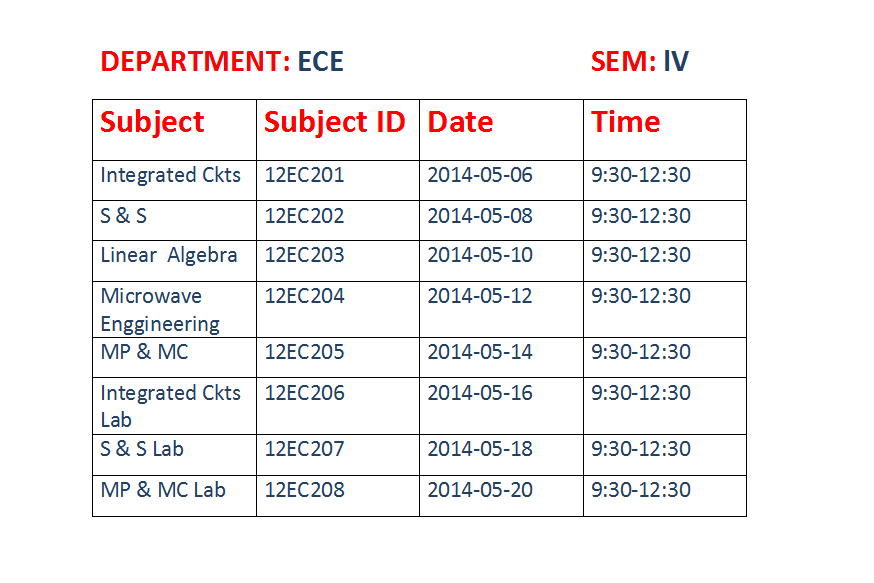 DEPARTMENT: ECE SEM: lV
Subject Subject ID Date Time
Integrated Ckts 12EC201 2014-05-06 9:30-12:30
S & S 12EC202 2014-05-08 9:30-12:30
Linear Algebra 12EC203 2014-05-10 9:30-12:30
Microwave 12EC204 2014-05-12 9:30-12:30
Enggineering
MP & MC 12EC205 2014-05-14 9:30-12:30
Integrated Ckts 12EC206 2014-05-16 9:30-12:30
Lab
S & S Lab 12EC207 2014-05-18 9:30-12:30
MP & MC Lab 12EC208 2014-05-20 9:30-12:30